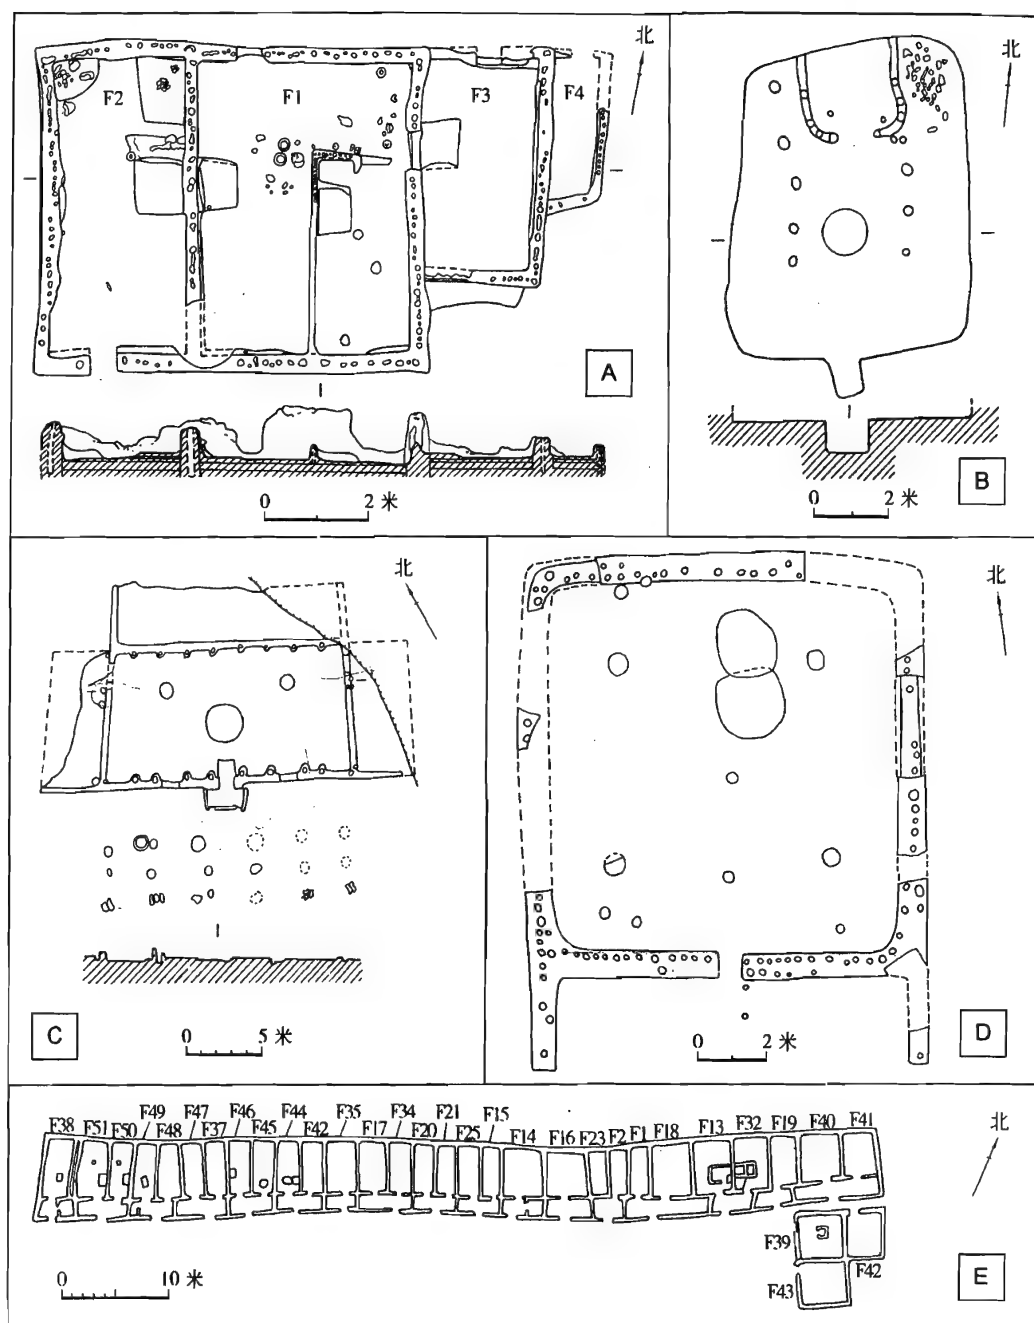 北
F2
F1
F3
F4
A
0 2 米
北
B
0 2 米
北
C
0 5 米
北
D
0 2 米
F38 F51 F50 F49 F48 F47 F37 F46 F45 F44 F42 F35 F17 F34 F20 F21 F25 F15 F14 F16 F23 F2 F1 F18 F13 F32 F19 F40 F41
北
F39
F42
F43
E
0 10 米